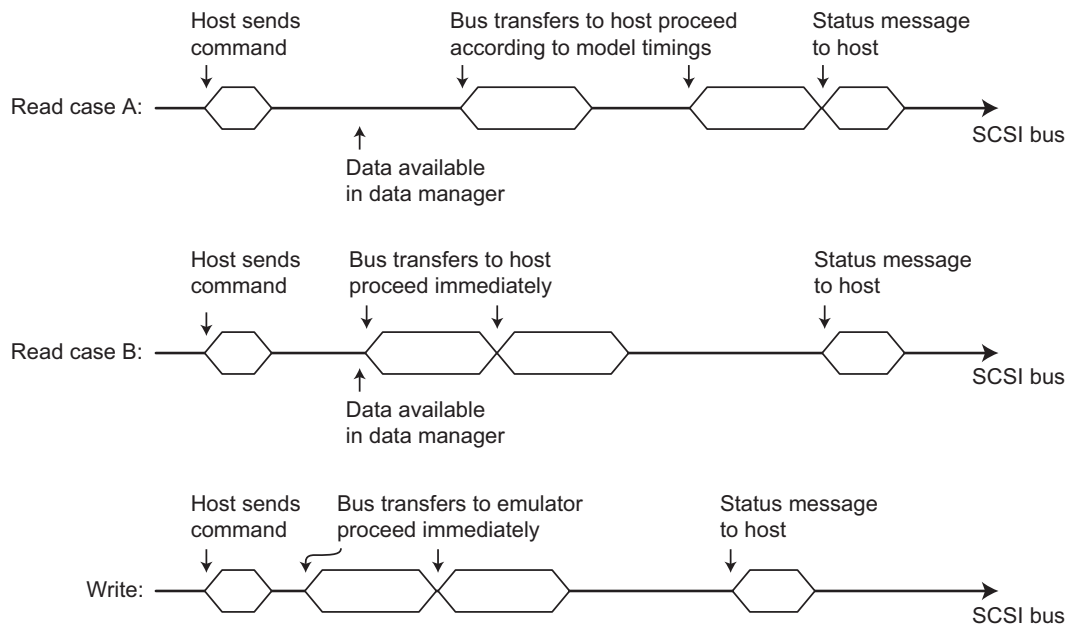 Host sends
command
Bus transfers to host proceed
according to model timings
Status message
to host
Read case A:
SCSI bus
Data available
in data manager
Host sends
command
Bus transfers to host
proceed immediately
Status message
to host
Read case B:
SCSI bus
Data available
in data manager
Host sends
command
Bus transfers to emulator
proceed immediately
Status message
to host
Write:
SCSI bus